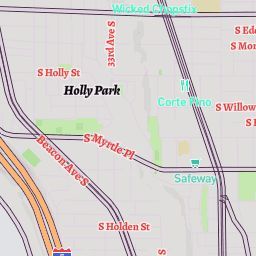 Wicked Chopstix
33rd Ave S
S Ed
S Mor
S Holly St
Holly Park
Corte Fino
S Willow
S Myrtle Pl
Beacon Ave S
Safeway
S Holden St